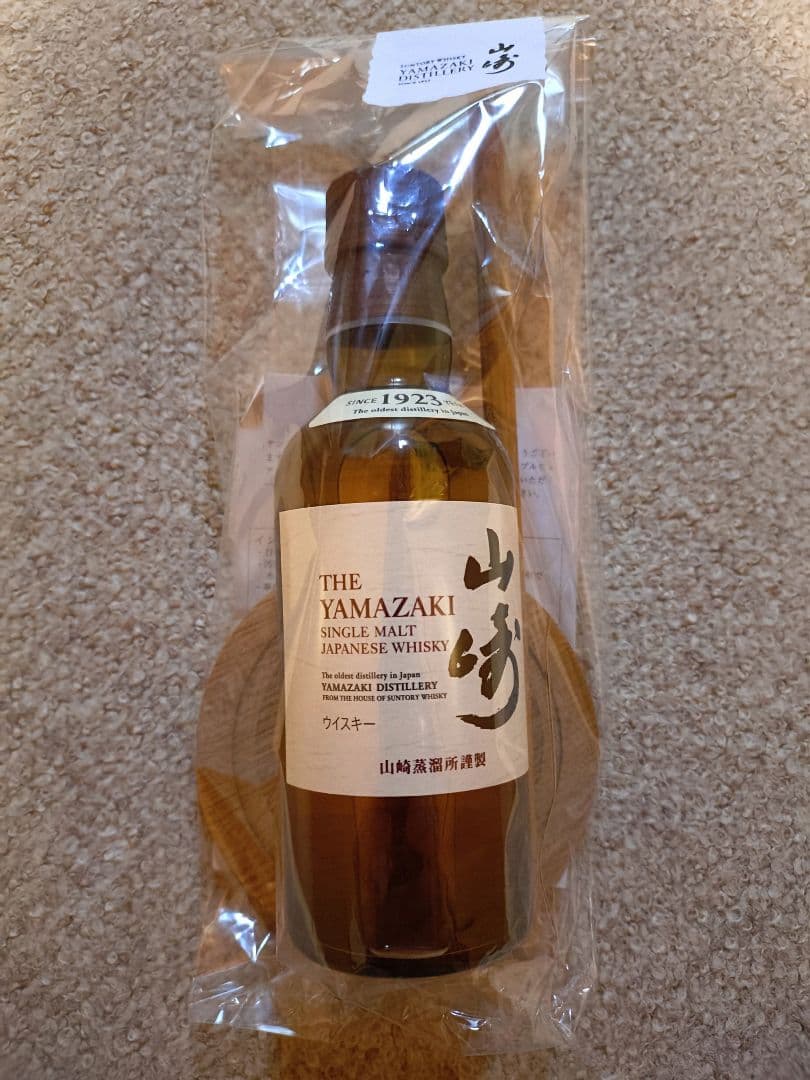 SUNTORY WHISKY
YAMAZAKI
DISTILLERY
SINCE 1923
山崎
SINCE 1923
The oldest distillery in Japan
THE
YAMAZAKI
SINGLE MALT
JAPANESE WHISKY
山崎
The oldest distillery in Japan
YAMAZAKI DISTILLERY
FROM THE HOUSE OF SUNTORY WHISKY
ウイスキー
山崎蒸溜所謹製